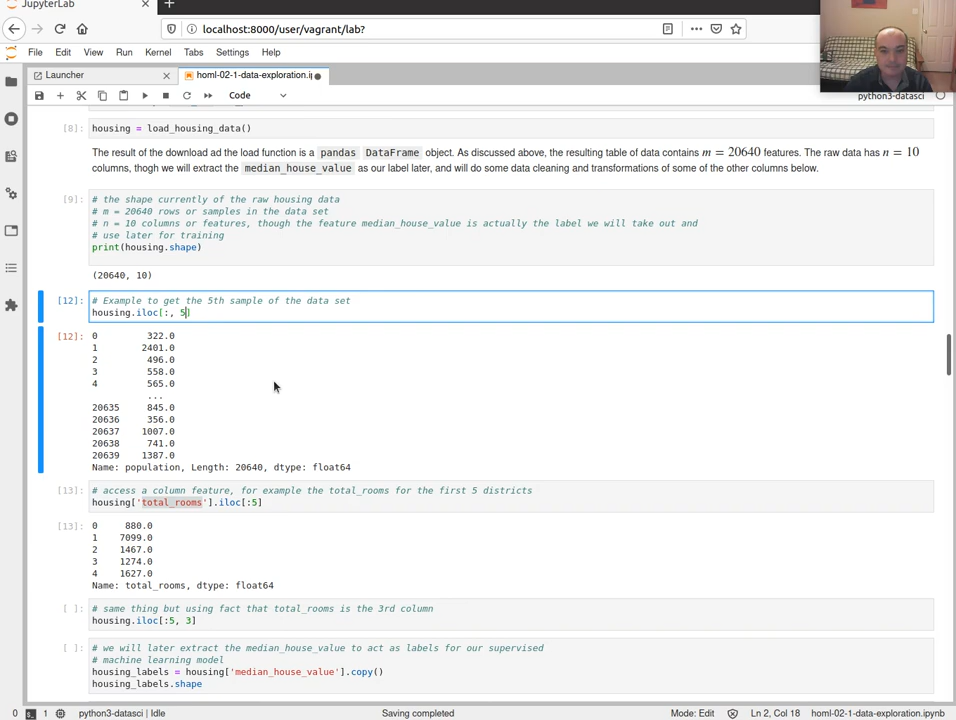 JupyterLab
localhost:8000/user/vagrant/lab?
File Edit View Run Kernel Tabs Settings Help
Launcher
homl-02-1-data-exploration.ip
Code
python3-datasci
[8]: housing = load_housing_data()
The result of the download ad the load function is a pandas DataFrame object. As discussed above, the resulting table of data contains m = 20640 features. The raw data has n = 10
columns, thogh we will extract the median_house_value as our label later, and will do some data cleaning and transformations of some of the other columns below.
[9]: # the shape currently of the raw housing data
# m = 20640 rows or samples in the data set
# n = 10 columns or features, though the feature median_house_value is actually the label we will take out and
# use later for training
print(housing.shape)
(20640, 10)
[12]: # Example to get the 5th sample of the data set
housing.iloc[:, 5]
[12]: 0 322.0
1 2401.0
2 496.0
3 558.0
4 565.0
...
20635 845.0
20636 356.0
20637 1007.0
20638 741.0
20639 1387.0
Name: population, Length: 20640, dtype: float64
[13]: # access a column feature, for example the total_rooms for the first 5 districts
housing['total_rooms'].iloc[:5]
[13]: 0 880.0
1 7099.0
2 1467.0
3 1274.0
4 1627.0
Name: total_rooms, dtype: float64
[ ]: # same thing but using fact that total_rooms is the 3rd column
housing.iloc[:5, 3]
[ ]: # we will later extract the median_house_value to act as labels for our supervised
# machine learning model
housing_labels = housing['median_house_value'].copy()
housing_labels.shape
0 1 python3-datasci | Idle Saving completed Mode: Edit Ln 2, Col 18 homl-02-1-data-exploration.ipynb